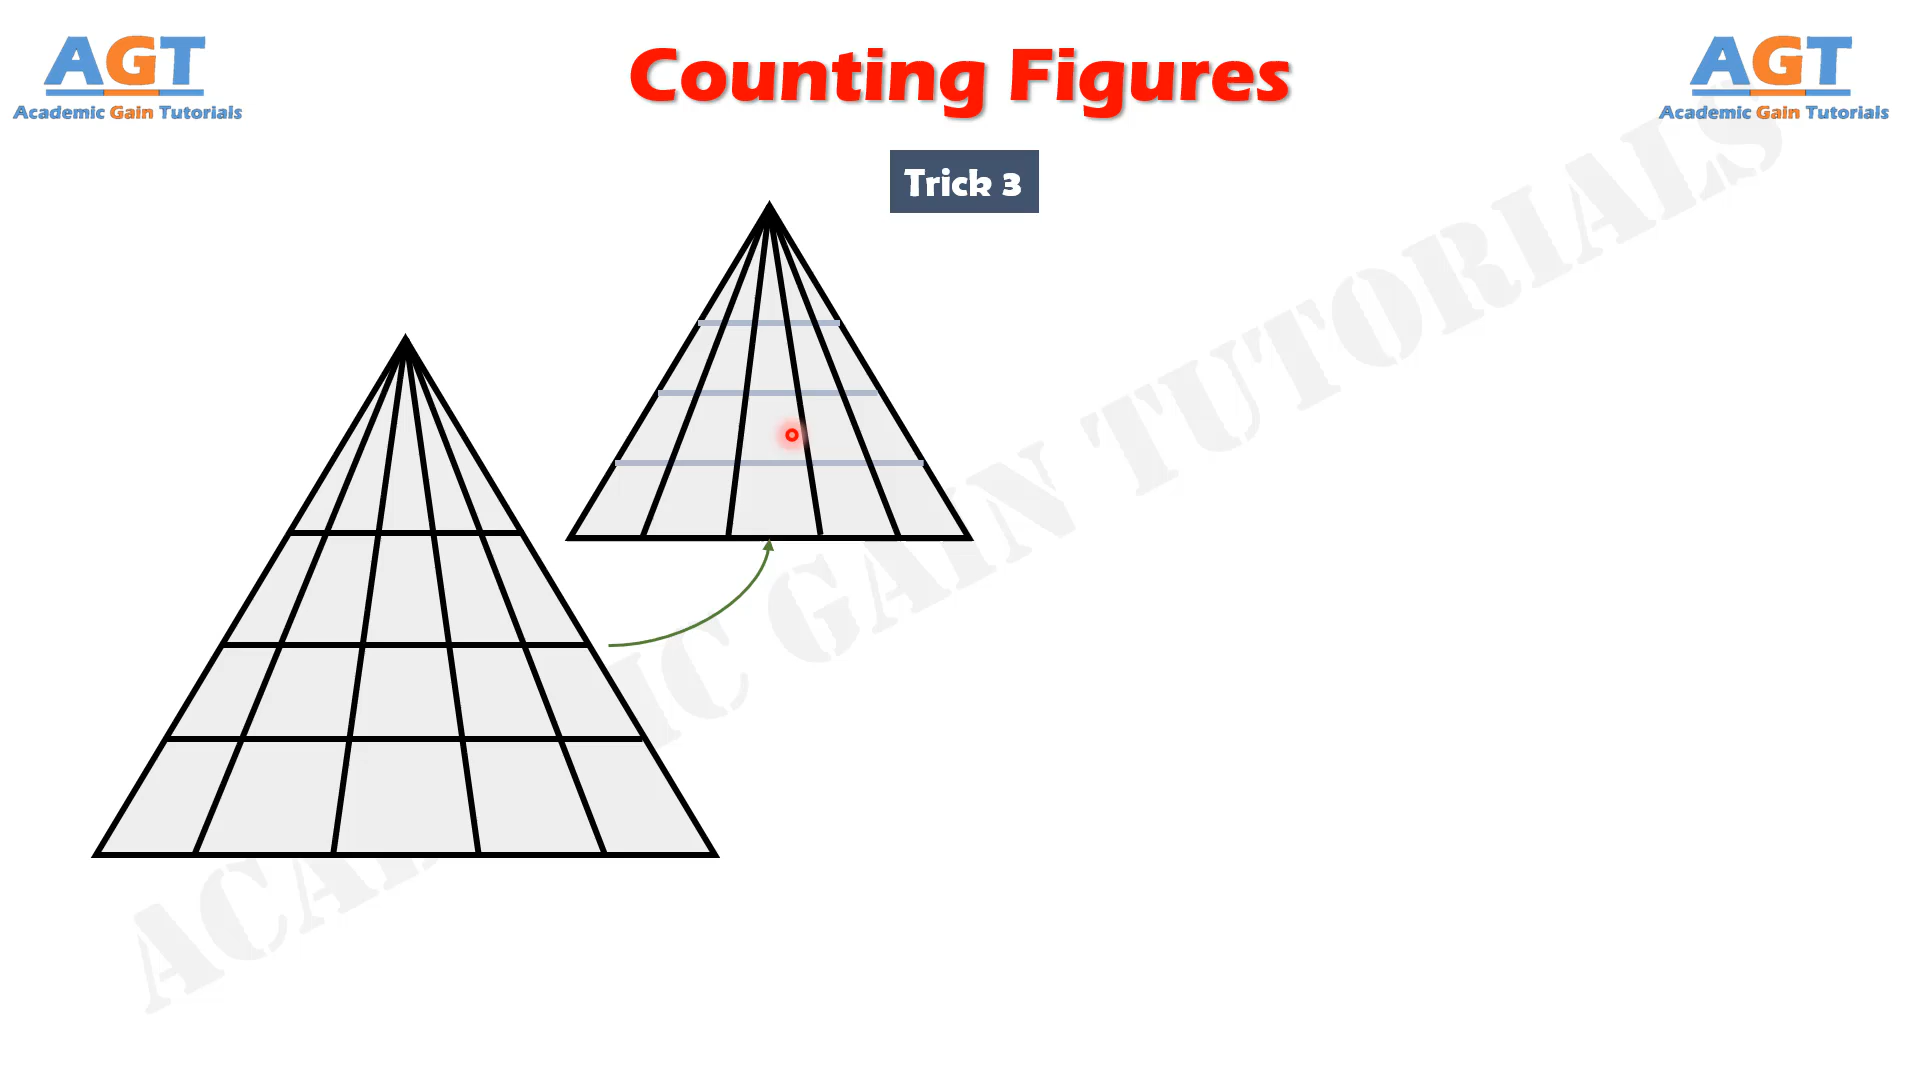 AGT
Academic Gain Tutorials
Counting Figures
AGT
Academic Gain Tutorials
Trick 3
ACADEMIC GAIN TUTORIALS